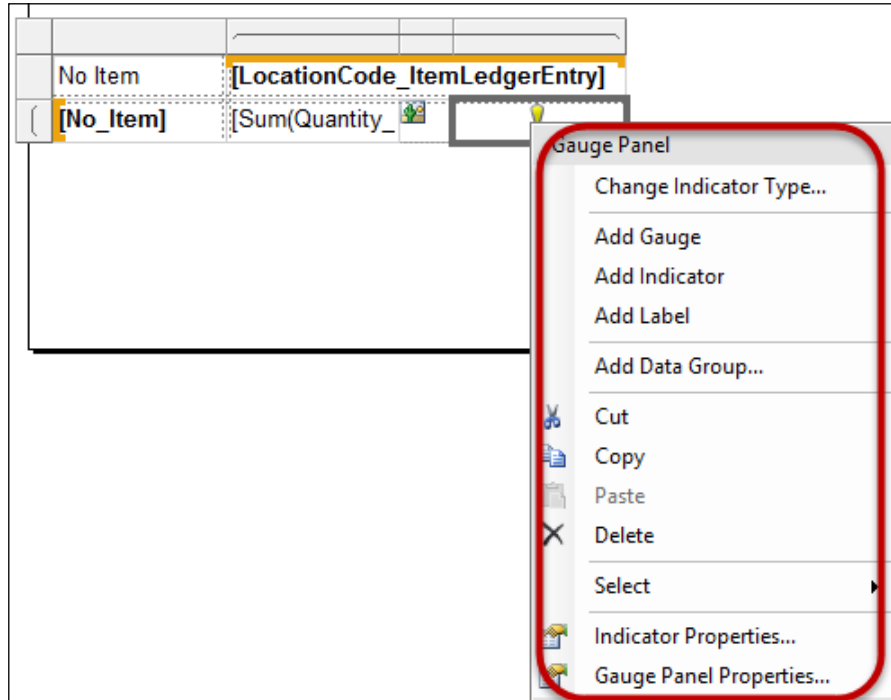 No Item [LocationCode_ItemLedgerEntry]
[No_Item] [Sum(Quantity_
Gauge Panel
Change Indicator Type...
Add Gauge
Add Indicator
Add Label
Add Data Group...
Cut
Copy
Paste
Delete
Select
Indicator Properties...
Gauge Panel Properties...